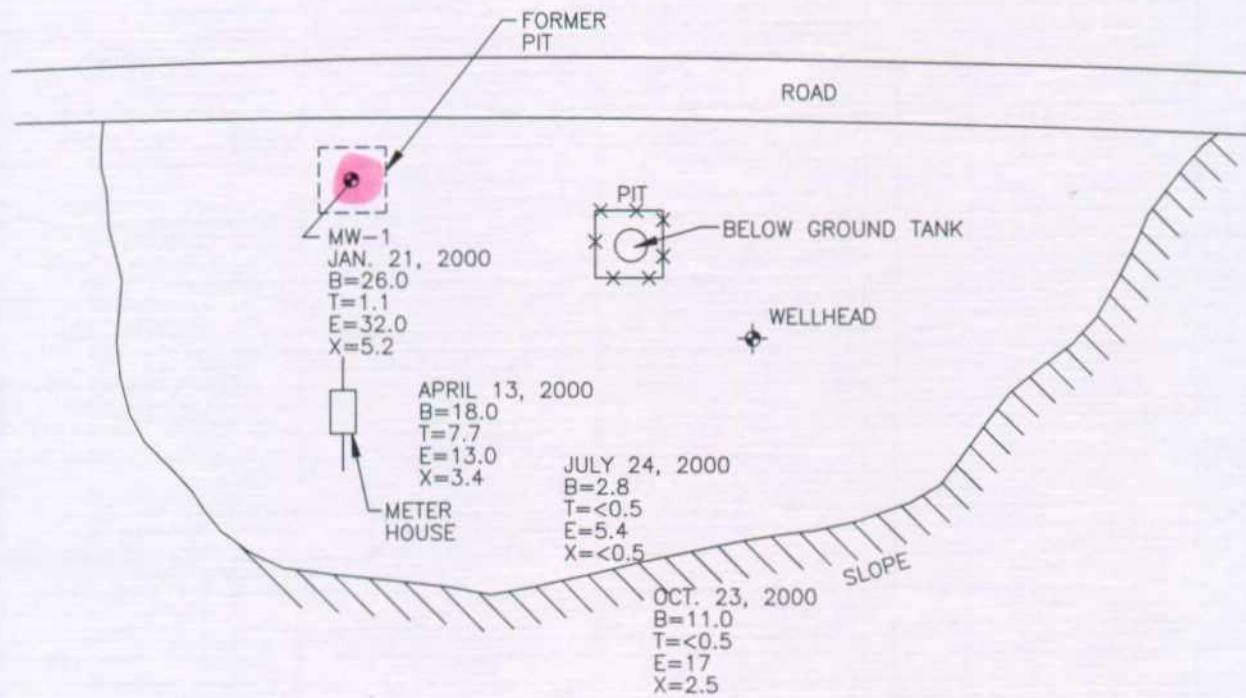 FORMER
PIT
ROAD
PIT
BELOW GROUND TANK
MW-1
JAN. 21, 2000
B=26.0
T=1.1
E=32.0
X=5.2
WELLHEAD
APRIL 13, 2000
B=18.0
T=7.7
E=13.0
X=3.4
METER
HOUSE
JULY 24, 2000
B=2.8
T=<0.5
E=5.4
X=<0.5
SLOPE
OCT. 23, 2000
B=11.0
T=<0.5
E=17
X=2.5